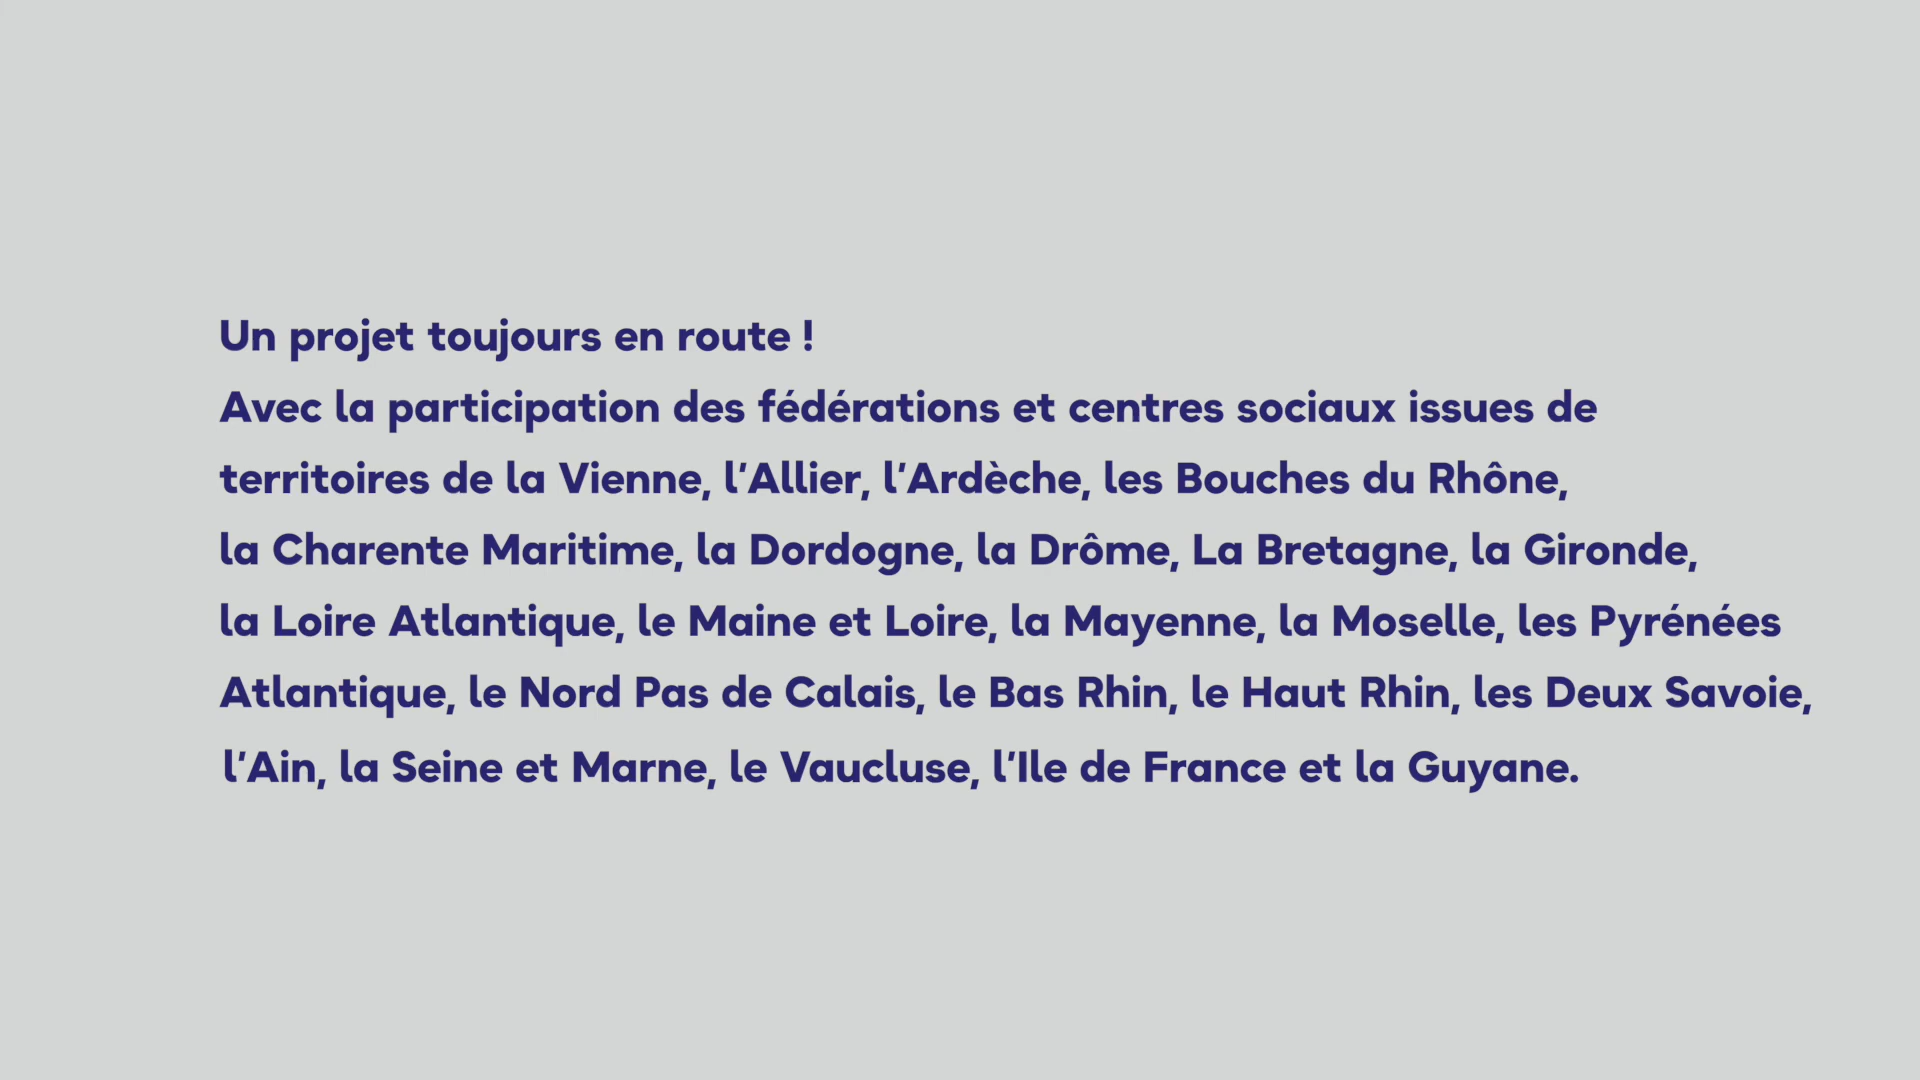 Un projet toujours en route !
Avec la participation des fédérations et centres sociaux issues de
territoires de la Vienne, l'Allier, l'Ardèche, les Bouches du Rhône,
la Charente Maritime, la Dordogne, la Drôme, La Bretagne, la Gironde,
la Loire Atlantique, le Maine et Loire, la Mayenne, la Moselle, les Pyrénées
Atlantique, le Nord Pas de Calais, le Bas Rhin, le Haut Rhin, les Deux Savoie,
l'Ain, la Seine et Marne, le Vaucluse, l'Ile de France et la Guyane.